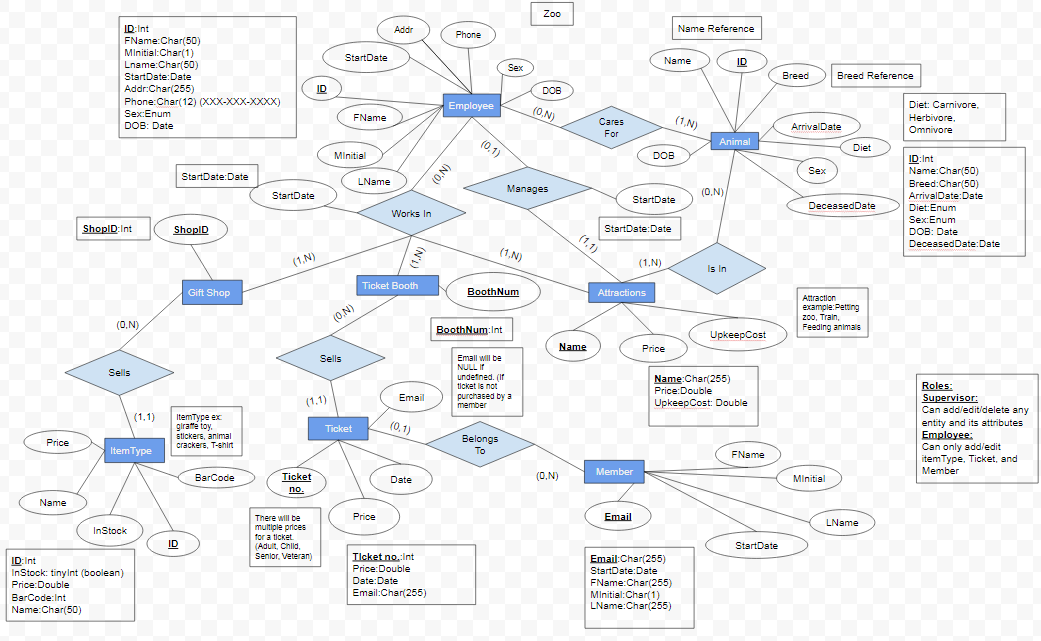 Zoo
ID:Int
FName:Char(50)
MInitial:Char(1)
Lname:Char(50)
StartDate:Date
Addr:Char(255)
Phone:Char(12) (XXX-XXX-XXXX)
Sex:Enum
DOB: Date
Addr
Phone
StartDate
Sex
ID
DOB
Employee
FName
MInitial
LName
(0,N)
Cares
For
(1,N)
Name Reference
Name
ID
Breed
Breed Reference
ArrivalDate
Animal
Diet
DOB
Sex
DeceasedDate
Diet: Carnivore,
Herbivore,
Omnivore
ID:Int
Name:Char(50)
Breed:Char(50)
ArrivalDate:Date
Diet:Enum
Sex:Enum
DOB: Date
DeceasedDate:Date
StartDate:Date
StartDate
(0,N)
(0,1)
Works In
Manages
StartDate
StartDate:Date
(0,N)
ShopID:Int
ShopID
(1,N)
(1,N)
(1,N)
(1,1)
(1,N)
Is In
Gift Shop
Ticket Booth
BoothNum
Attractions
BoothNum:Int
Name
Price
UpkeepCost
Attraction
example:Petting
zoo, Train,
Feeding animals
Name:Char(255)
Price:Double
UpkeepCost: Double
(0,N)
Sells
(1,1)
(0,N)
Sells
(1,1)
Email will be
NULL if
undefined. (If
ticket is not
purchased by a
member
Email
Ticket
(0,1)
Belongs
To
(0,N)
Ticket
no.
Date
Price
There will be
multiple prices
for a ticket.
(Adult, Child,
Senior, Veteran)
TIcket no.:Int
Price:Double
Date:Date
Email:Char(255)
ItemType ex:
giraffe toy,
stickers, animal
crackers, T-shirt
Price
ItemType
BarCode
Name
InStock
ID
ID:Int
InStock: tinyInt (boolean)
Price:Double
BarCode:Int
Name:Char(50)
Member
FName
MInitial
LName
StartDate
Email
Email:Char(255)
StartDate:Date
FName:Char(255)
MInitial:Char(1)
LName:Char(255)
Roles:
Supervisor:
Can add/edit/delete any
entity and its attributes
Employee:
Can only add/edit
itemType, Ticket, and
Member